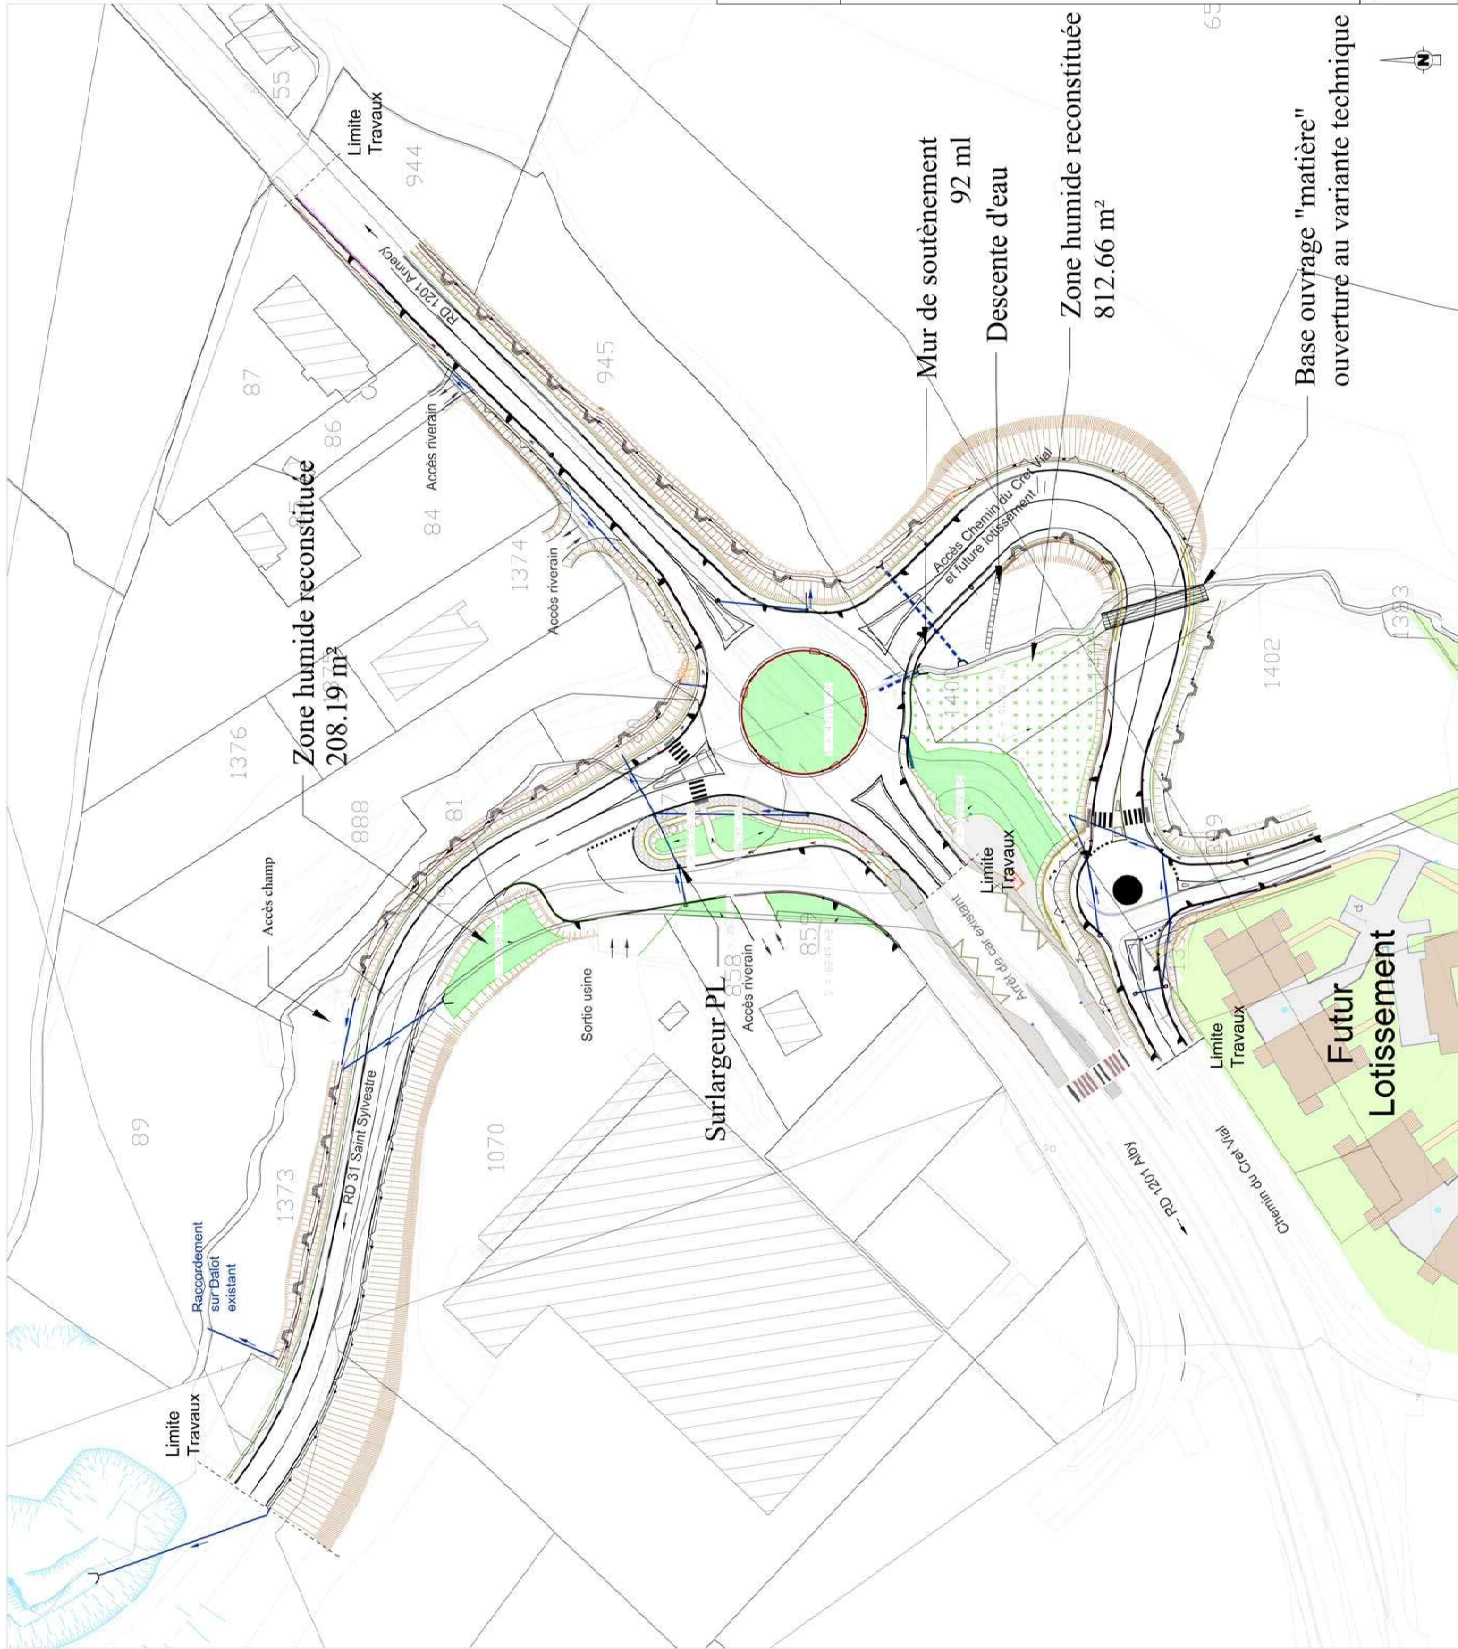 55
Limite
Travaux
944
RD 1201 Annecy
87
86
945
Accès riverain
84
1374
Accès riverain
Zone humide reconstituée
208.19 m²
1376
888
81
Accès champ
89
1373
RD 31 Saint Sylvestre
Raccordement
sur Dalot
existant
Limite
Travaux
1070
Sortie usine
Surlargeur PL
858
Accès riverain
859
Mur de soutènement
92 ml
Descente d'eau
Zone humide reconstituée
812.66 m²
Base ouvrage "matière"
ouverture au variante technique
N
Accès Chemin du Cret Vial
et future lotissement
1402
1393
Limite
Travaux
Arrêt de car existant
Limite
Travaux
RD 1201 Alby
Chemin du Cret Vial
Futur
Lotissement